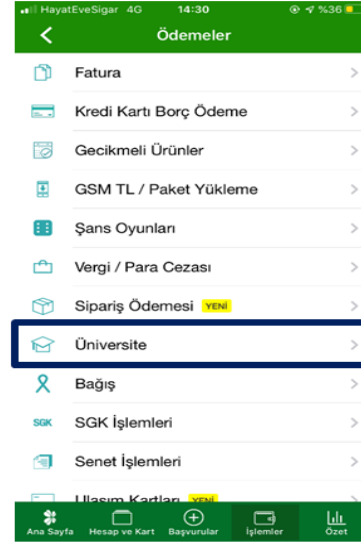 HayatEveSigar 4G 14:30 %36
Ödemeler
Fatura
Kredi Kartı Borç Ödeme
Gecikmeli Ürünler
GSM TL / Paket Yükleme
Şans Oyunları
Vergi / Para Cezası
Sipariş Ödemesi YENİ
Üniversite
Bağış
SGK SGK İşlemleri
Senet İşlemleri
Ulaşım Kartları YENİ
Ana Sayfa Hesap ve Kart Başvurular İşlemler Özet